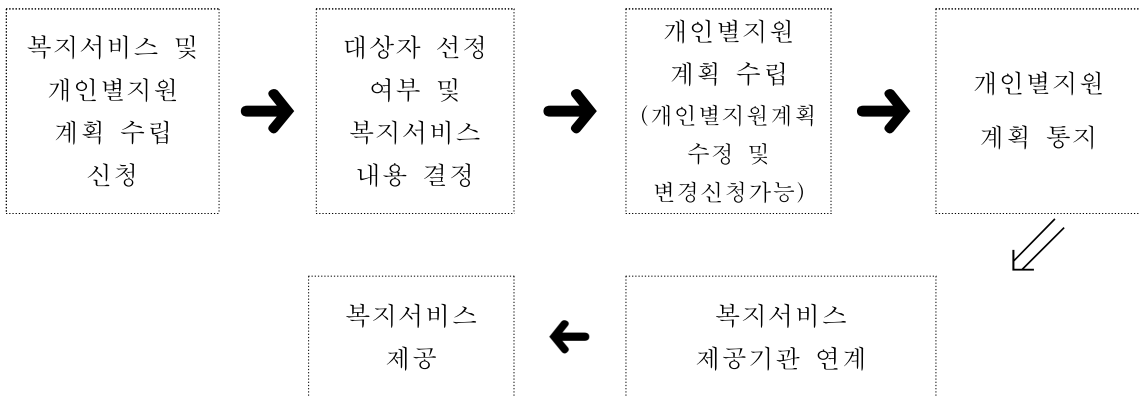 복지서비스 및
개인별지원
계획 수립
신청
대상자 선정
여부 및
복지서비스
내용 결정
개인별지원
계획 수립
(개인별지원계획
수정 및
변경신청가능)
개인별지원
계획 통지
복지서비스
제공기관 연계
복지서비스
제공